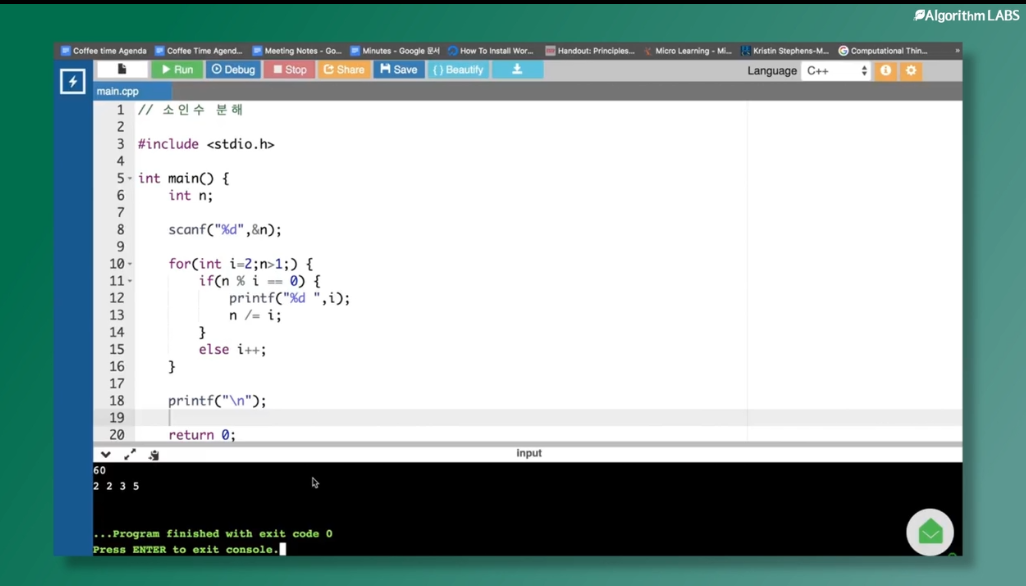 Algorithm LABS
Coffee time Agenda Coffee Time Agend... Meeting Notes - Go... Minutes - Google 문서 How To Install Wor... Handout: Principles... Micro Learning - Mi... Kristin Stephens-M... Computational Thin... »
Run Debug Stop Share Save {} Beautify Language C++
main.cpp
1 // 소인수 분해
2
3 #include <stdio.h>
4
5 int main() {
6 int n;
7
8 scanf("%d",&n);
9
10 for(int i=2;n>1;) {
11 if(n % i == 0) {
12 printf("%d ",i);
13 n /= i;
14 }
15 else i++;
16 }
17
18 printf("\n");
19
20 return 0;
input
60
2 2 3 5
...Program finished with exit code 0
Press ENTER to exit console.